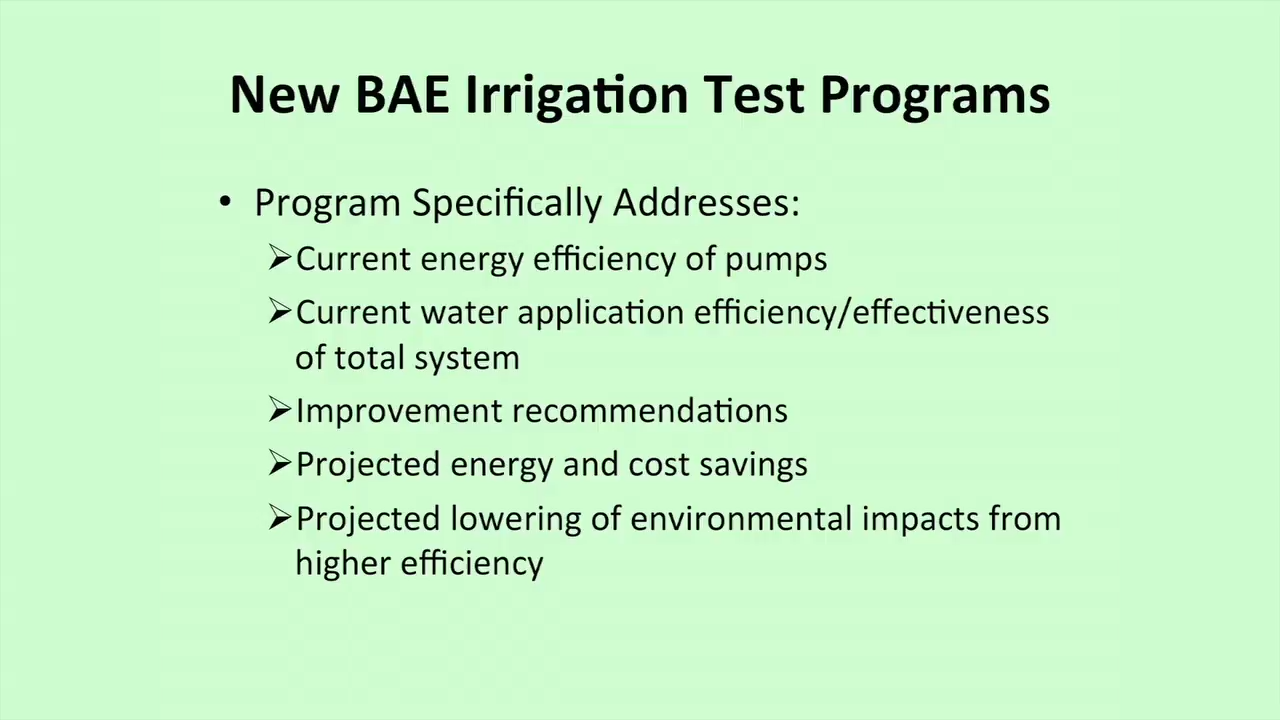 New BAE Irrigation Test Programs
• Program Specifically Addresses:
➢Current energy efficiency of pumps
➢Current water application efficiency/effectiveness
of total system
➢Improvement recommendations
➢Projected energy and cost savings
➢Projected lowering of environmental impacts from
higher efficiency